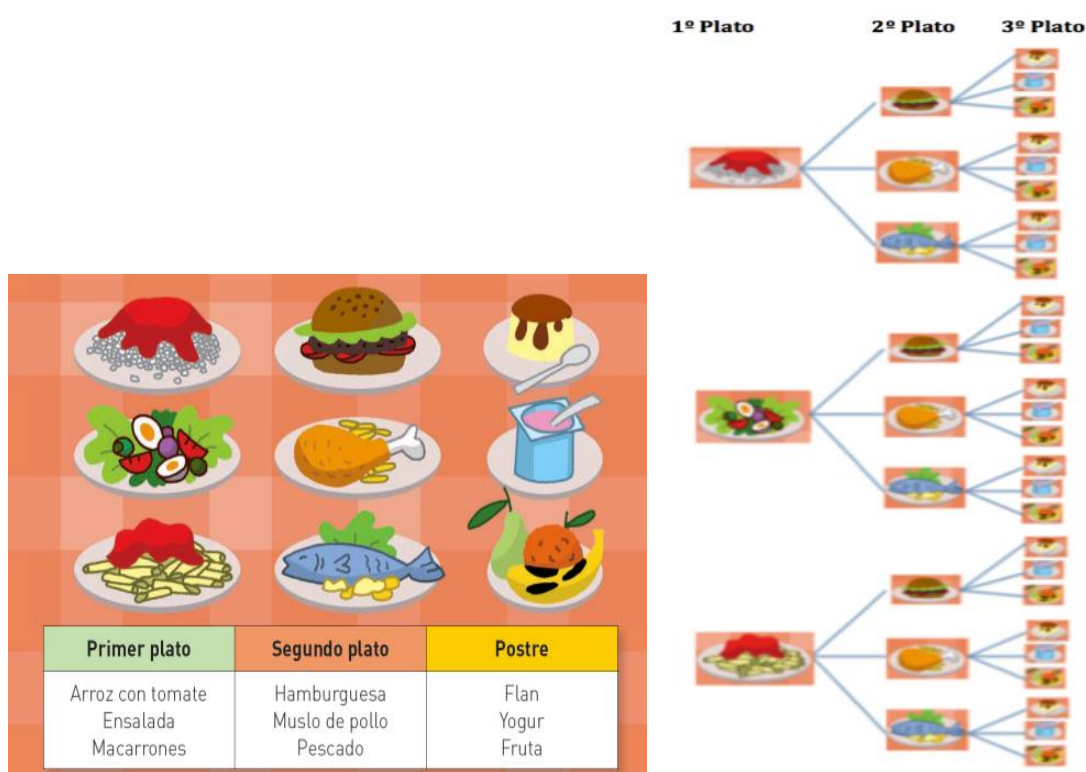 1º Plato 2º Plato 3º Plato
Primer plato Segundo plato Postre
Arroz con tomate Hamburguesa Flan
Ensalada Muslo de pollo Yogur
Macarrones Pescado Fruta